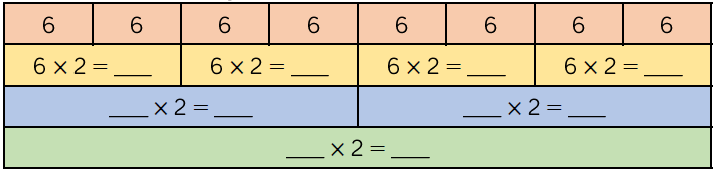 6 6 6 6 6 6 6 6
6 × 2 = ___ 6 × 2 = ___ 6 × 2 = ___ 6 × 2 = ___
___ × 2 = ___ ___ × 2 = ___
___ × 2 = ___